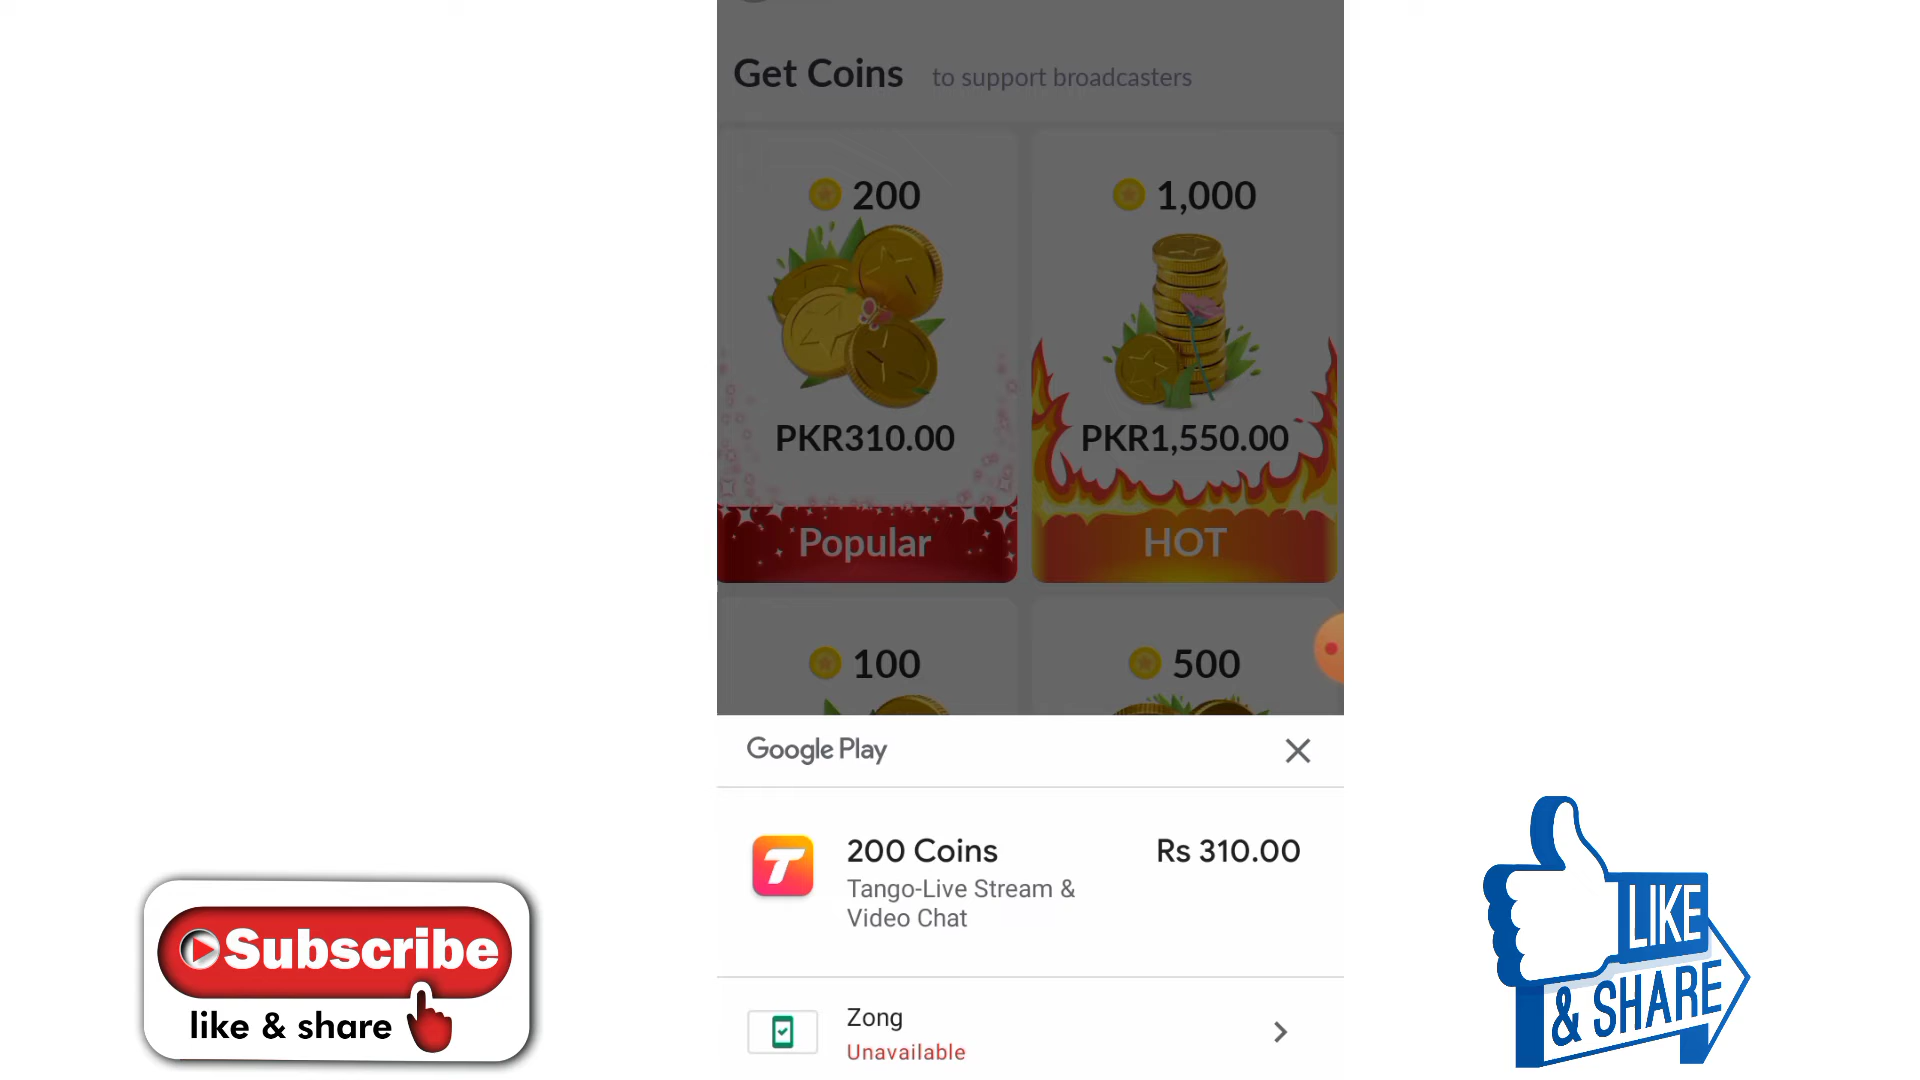 Get Coins to support broadcasters
200
1,000
PKR310.00
PKR1,550.00
Popular
HOT
100
500
Google Play
200 Coins
Rs 310.00
Tango-Live Stream &
Video Chat
Zong
Unavailable
Subscribe
like & share
LIKE
& SHARE